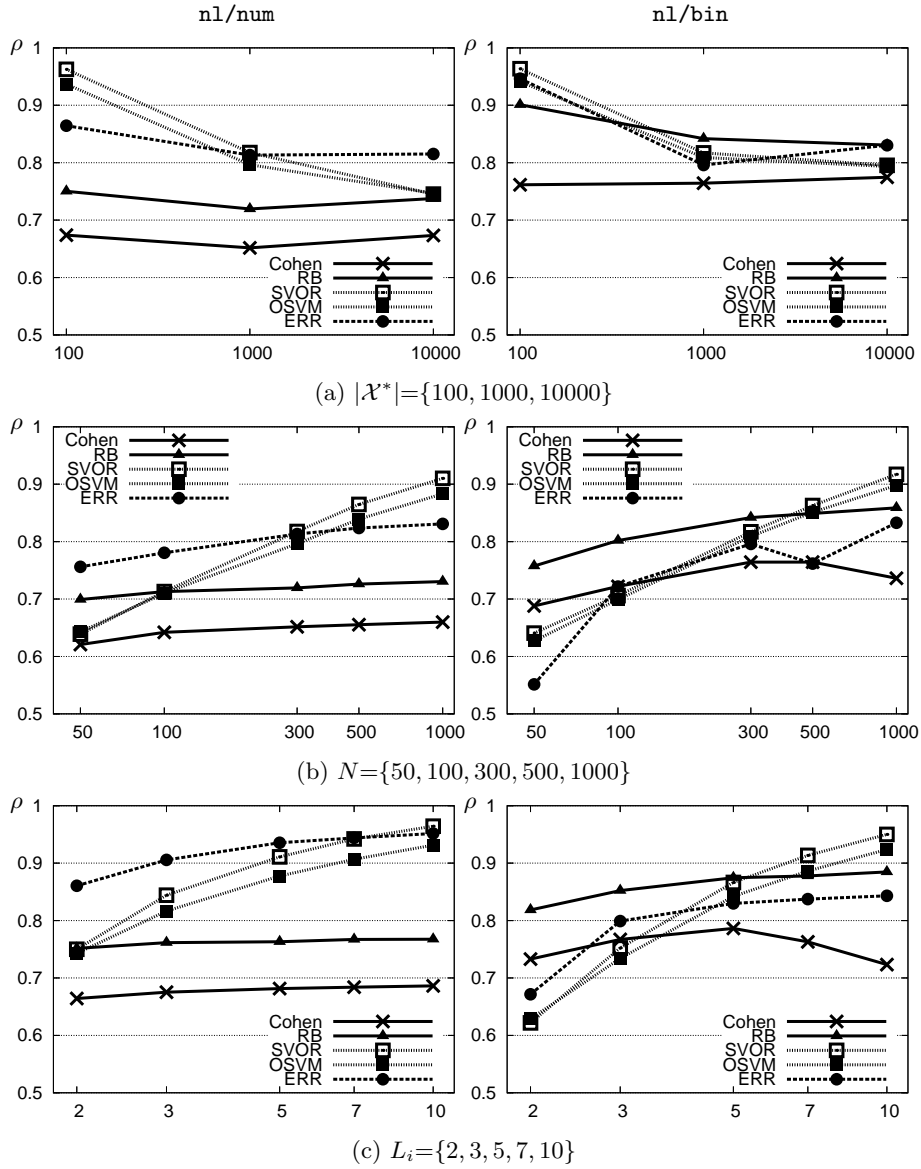 nl/num
nl/bin
ρ
1
0.9
0.8
0.7
0.6
0.5
Cohen
RB
SVOR
OSVM
ERR
100
1000
10000
ρ
1
0.9
0.8
0.7
0.6
0.5
Cohen
RB
SVOR
OSVM
ERR
100
1000
10000
(a) |𝒳*|={100, 1000, 10000}
ρ
1
0.9
0.8
0.7
0.6
0.5
Cohen
RB
SVOR
OSVM
ERR
50
100
300
500
1000
ρ
1
0.9
0.8
0.7
0.6
0.5
Cohen
RB
SVOR
OSVM
ERR
50
100
300
500
1000
(b) N={50, 100, 300, 500, 1000}
ρ
1
0.9
0.8
0.7
0.6
0.5
Cohen
RB
SVOR
OSVM
ERR
2
3
5
7
10
ρ
1
0.9
0.8
0.7
0.6
0.5
Cohen
RB
SVOR
OSVM
ERR
2
3
5
7
10
(c) Lᵢ={2, 3, 5, 7, 10}